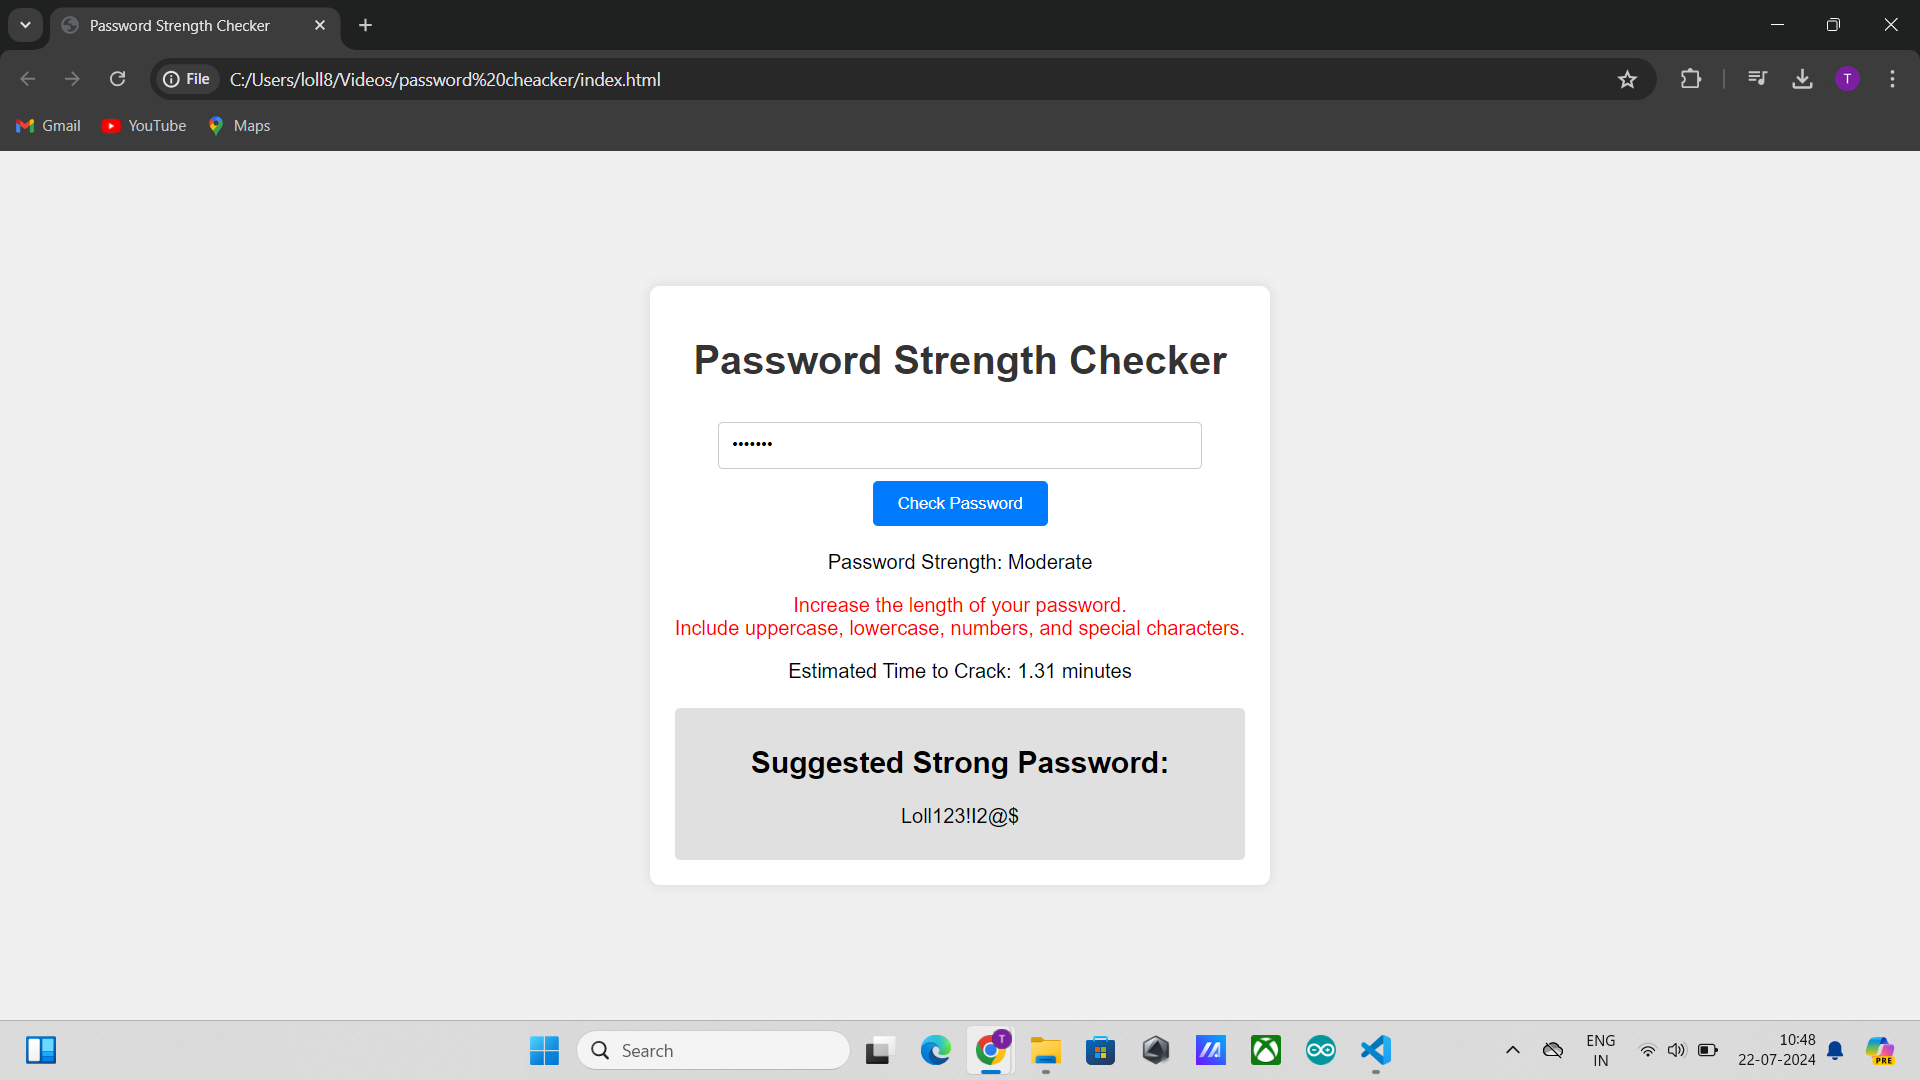 Password Strength Checker
File
C:/Users/loll8/Videos/password%20cheacker/index.html
T
Gmail
YouTube
Maps
Password Strength Checker
•••••••
Check Password
Password Strength: Moderate
Increase the length of your password.
Include uppercase, lowercase, numbers, and special characters.
Estimated Time to Crack: 1.31 minutes
Suggested Strong Password:
Loll123!I2@$
Search
T
ENG
IN
10:48
22-07-2024
PRE